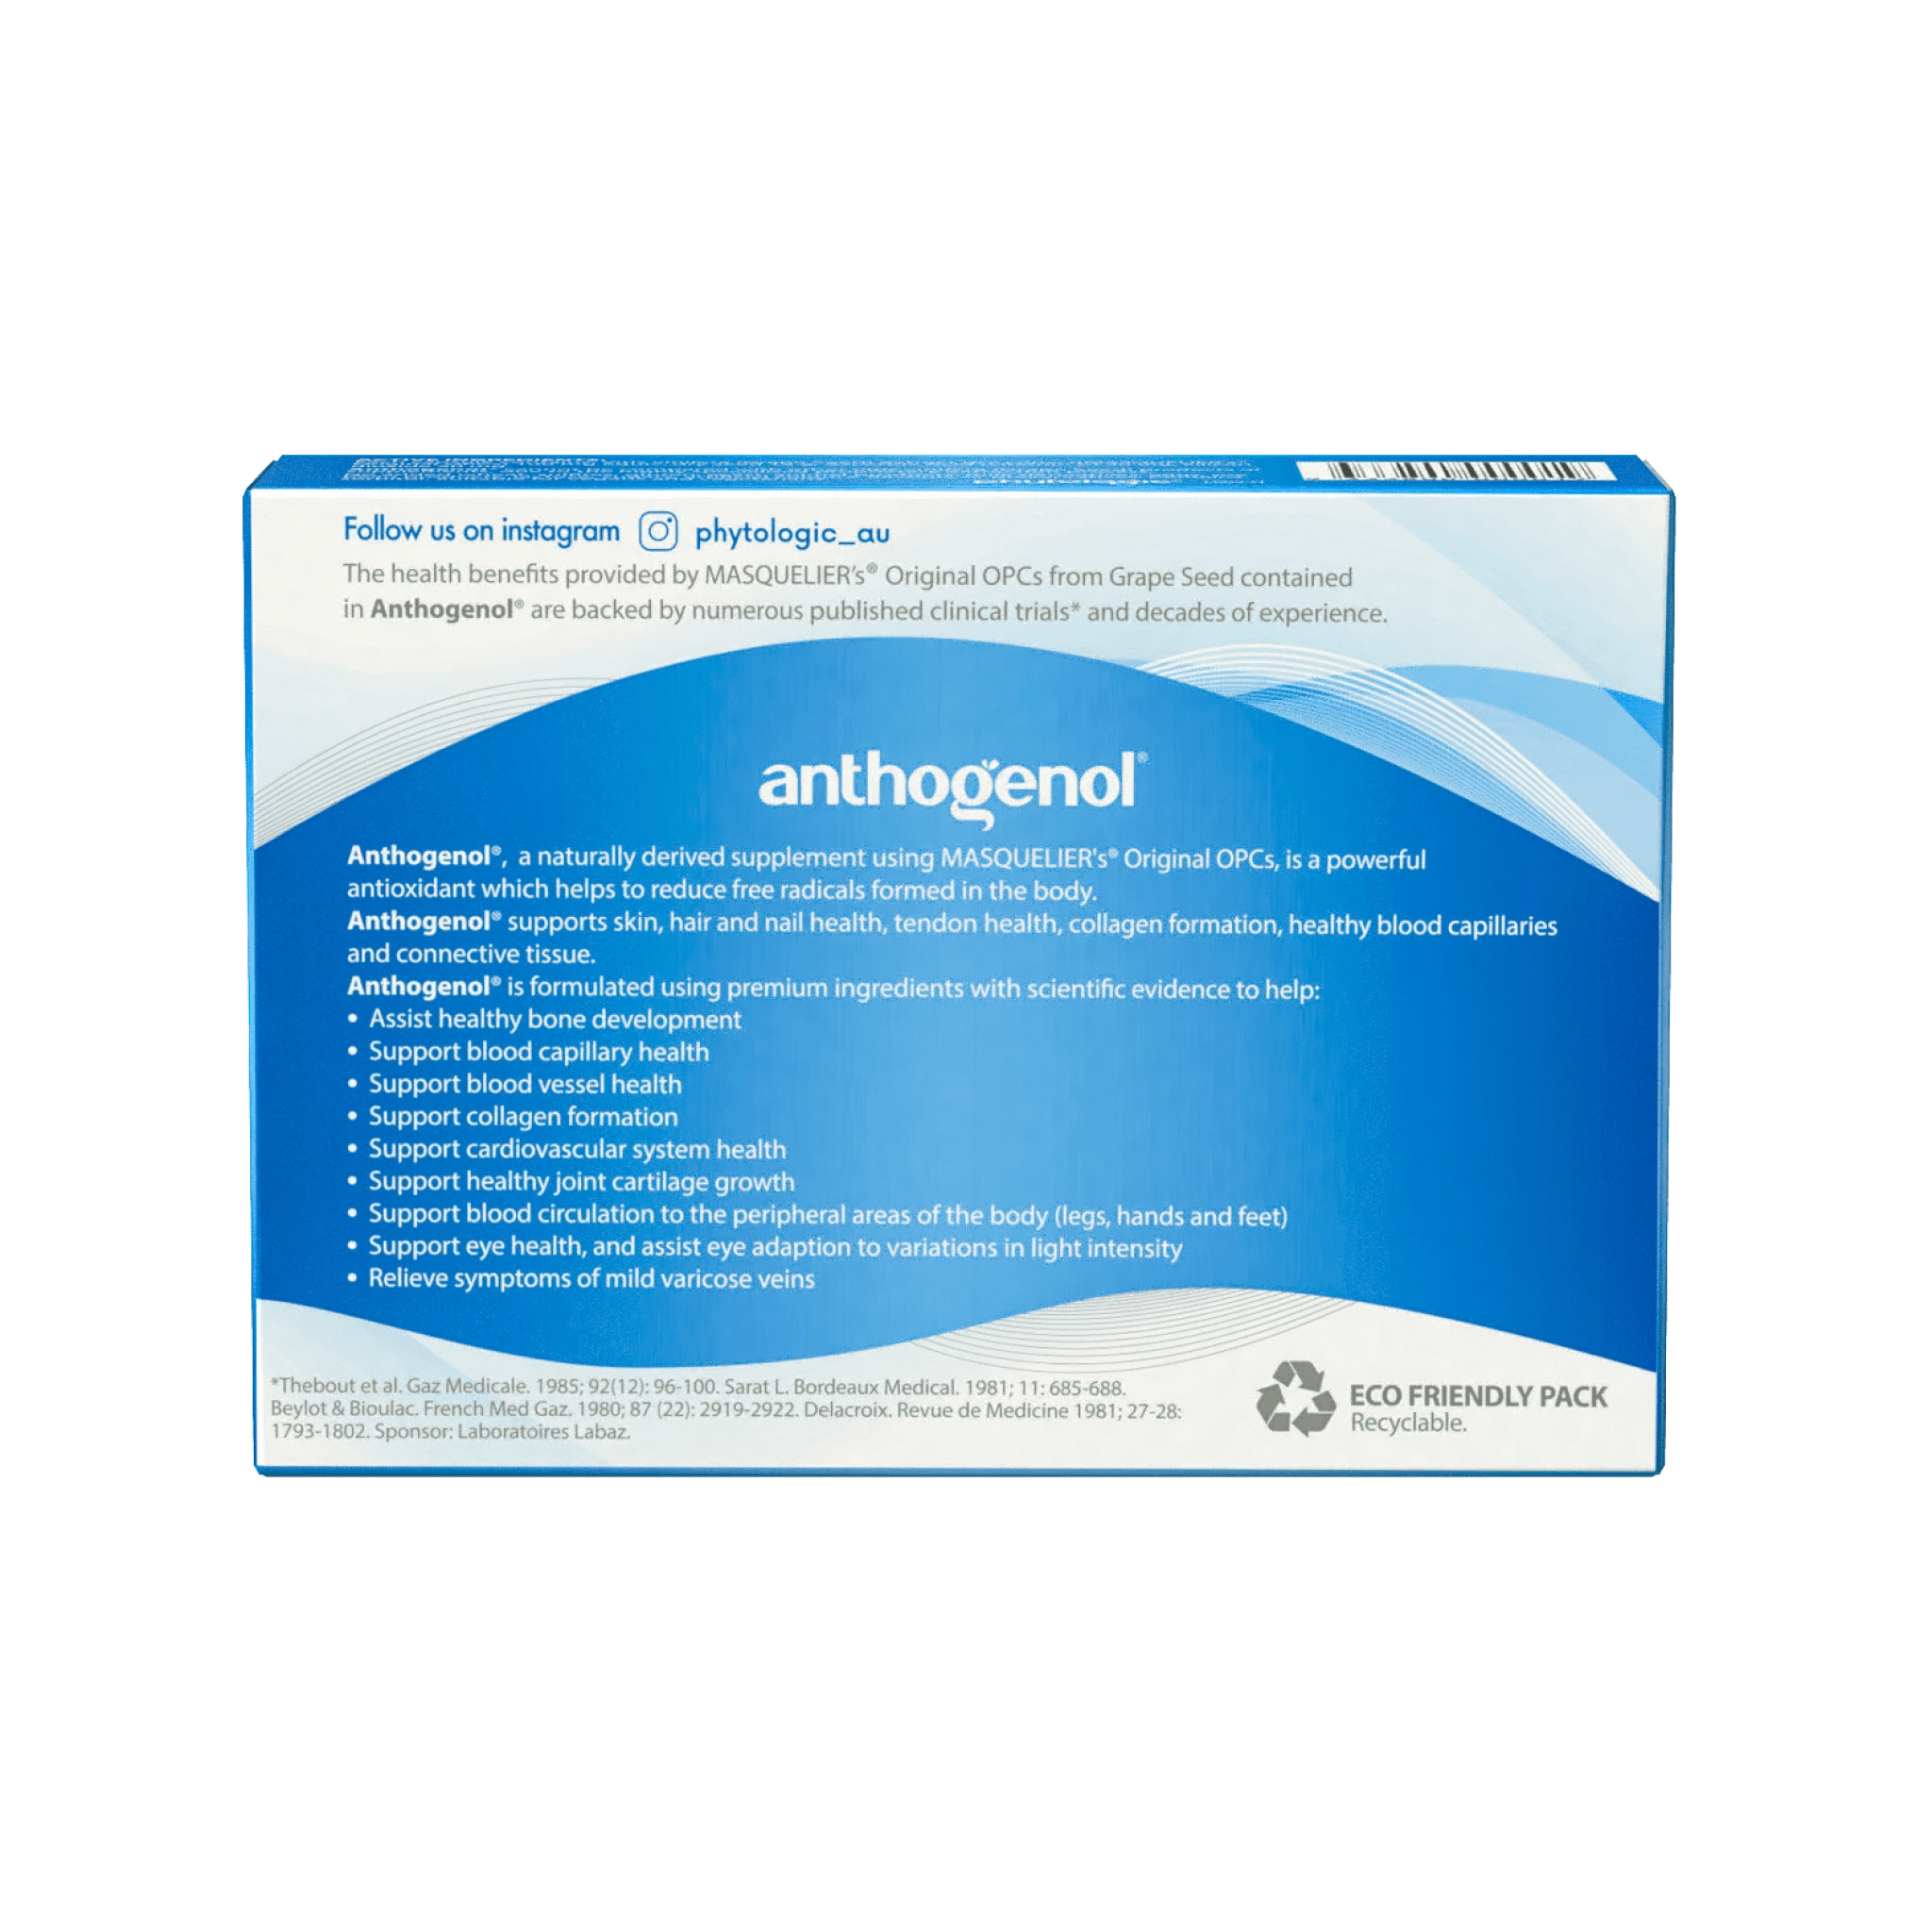 ACTIVE INGREDIENTS:
Follow us on instagram phytologic_au
The health benefits provided by MASQUELIER's® Original OPCs from Grape Seed contained
in Anthogenol® are backed by numerous published clinical trials* and decades of experience.
anthogenol®
Anthogenol®, a naturally derived supplement using MASQUELIER's® Original OPCs, is a powerful
antioxidant which helps to reduce free radicals formed in the body.
Anthogenol® supports skin, hair and nail health, tendon health, collagen formation, healthy blood capillaries
and connective tissue.
Anthogenol® is formulated using premium ingredients with scientific evidence to help:
• Assist healthy bone development
• Support blood capillary health
• Support blood vessel health
• Support collagen formation
• Support cardiovascular system health
• Support healthy joint cartilage growth
• Support blood circulation to the peripheral areas of the body (legs, hands and feet)
• Support eye health, and assist eye adaption to variations in light intensity
• Relieve symptoms of mild varicose veins
*Thebout et al. Gaz Medicale. 1985; 92(12): 96-100. Sarat L. Bordeaux Medical. 1981; 11: 685-688.
Beylot & Bioulac. French Med Gaz. 1980; 87 (22): 2919-2922. Delacroix. Revue de Medicine 1981; 27-28:
1793-1802. Sponsor: Laboratoires Labaz.
ECO FRIENDLY PACK
Recyclable.